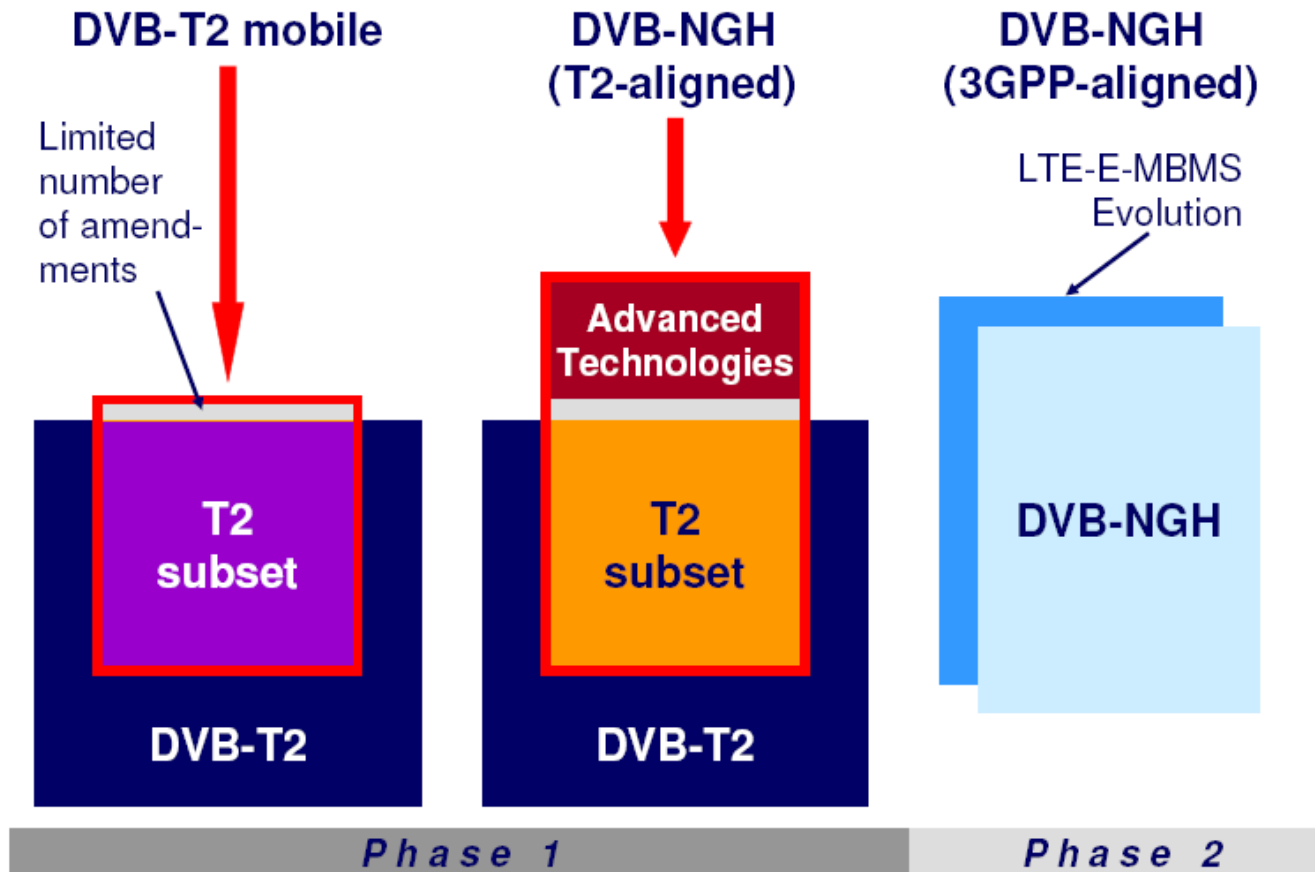 DVB-T2 mobile
Limited
number
of amend-
ments
T2
subset
DVB-T2
DVB-NGH
(T2-aligned)
Advanced
Technologies
T2
subset
DVB-T2
DVB-NGH
(3GPP-aligned)
LTE-E-MBMS
Evolution
DVB-NGH
Phase 1
Phase 2